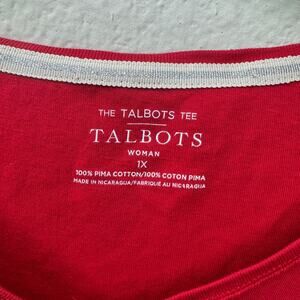 THE TALBOTS TEE
TALBOTS
WOMAN
1X
100% PIMA COTTON/100% COTON PIMA
MADE IN NICARAGUA/FABRIQUÉ AU NICARAGUA